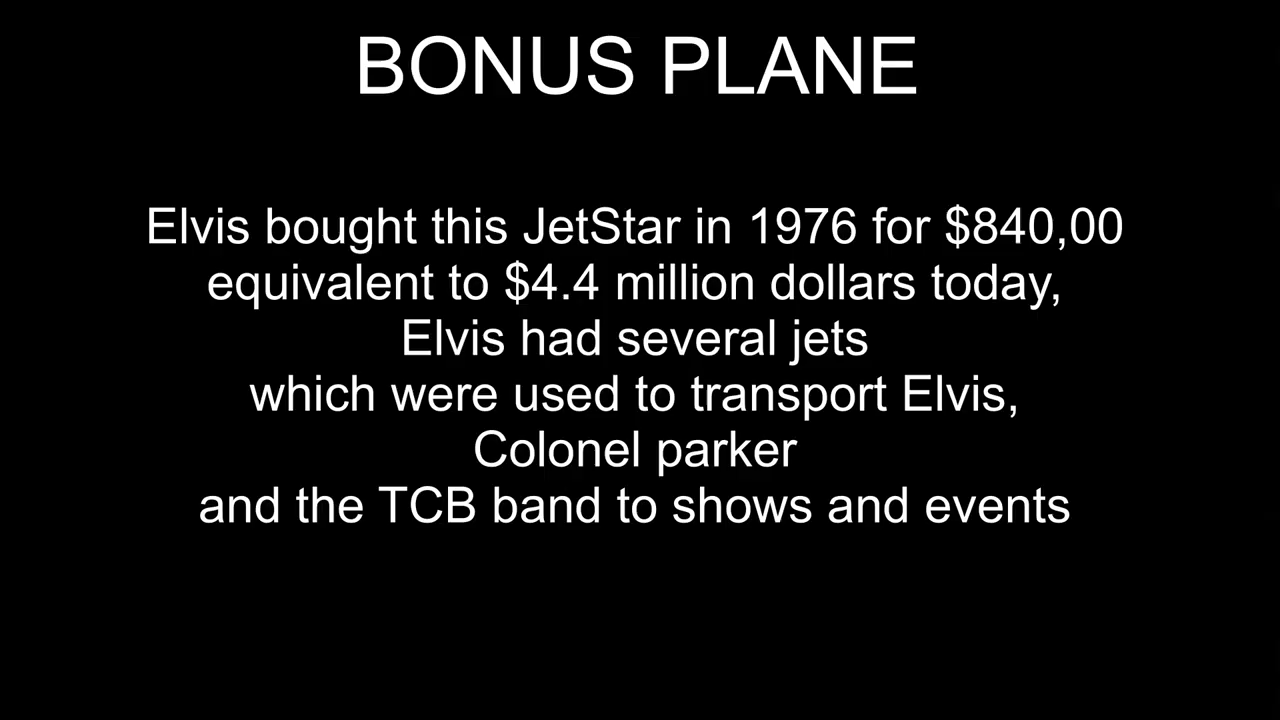 BONUS PLANE
Elvis bought this JetStar in 1976 for $840,00
equivalent to $4.4 million dollars today,
Elvis had several jets
which were used to transport Elvis,
Colonel parker
and the TCB band to shows and events